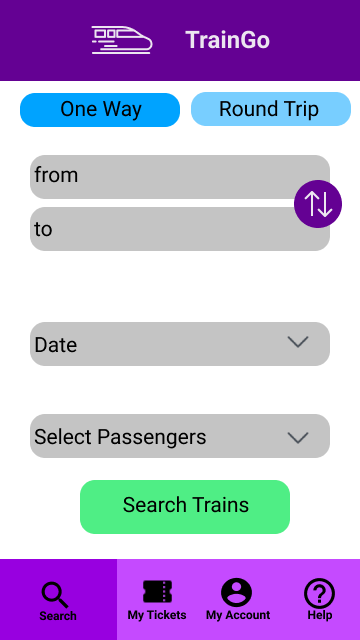 TrainGo
One Way
Round Trip
from
to
Date
Select Passengers
Search Trains
Search
My Tickets
My Account
Help